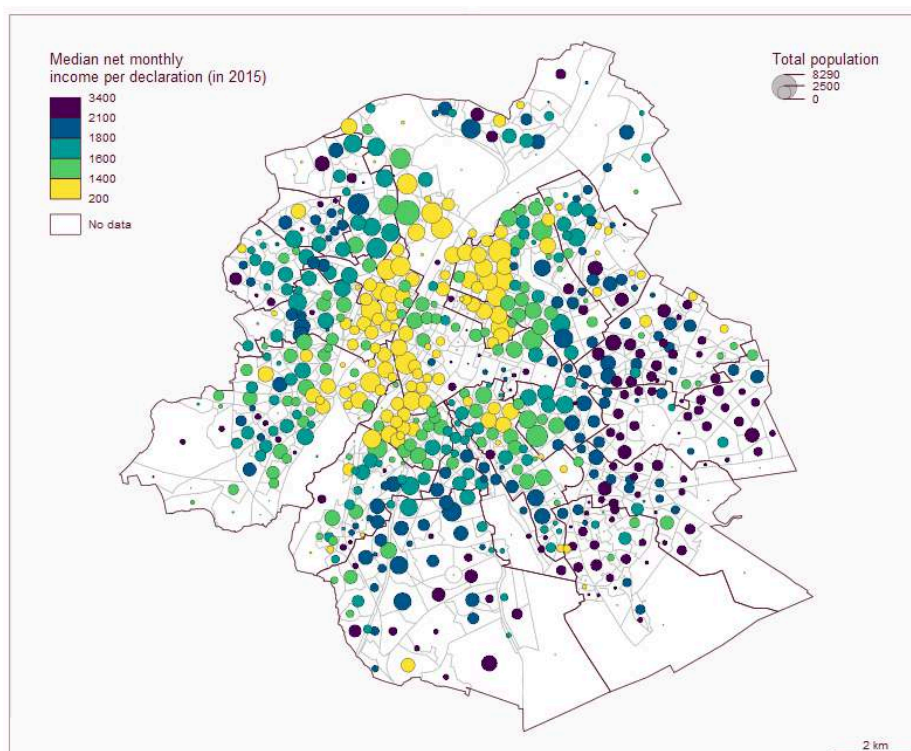 Median net monthly
income per declaration (in 2015)
3400
2100
1800
1600
1400
200
No data
Total population
8290
2500
0
2 km